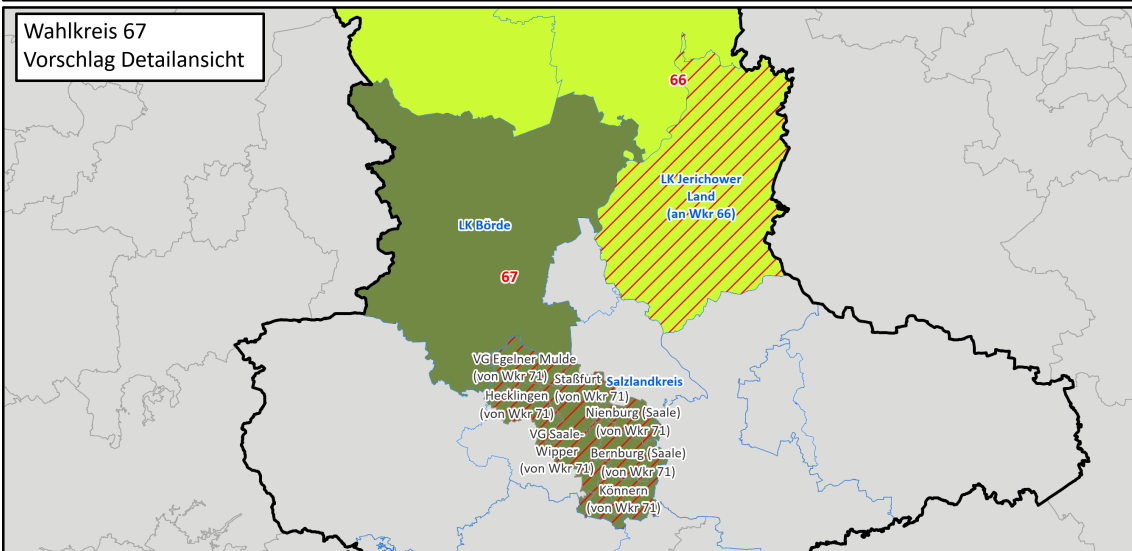 Wahlkreis 67
Vorschlag Detailansicht
66
LK Jerichower
Land
(an Wkr 66)
LK Börde
67
VG Egelner Mulde
(von Wkr 71)
Staßfurt
(von Wkr 71)
Salzlandkreis
Hecklingen
(von Wkr 71)
Nienburg (Saale)
(von Wkr 71)
VG Saale-
Wipper
(von Wkr 71)
Bernburg (Saale)
(von Wkr 71)
Könnern
(von Wkr 71)